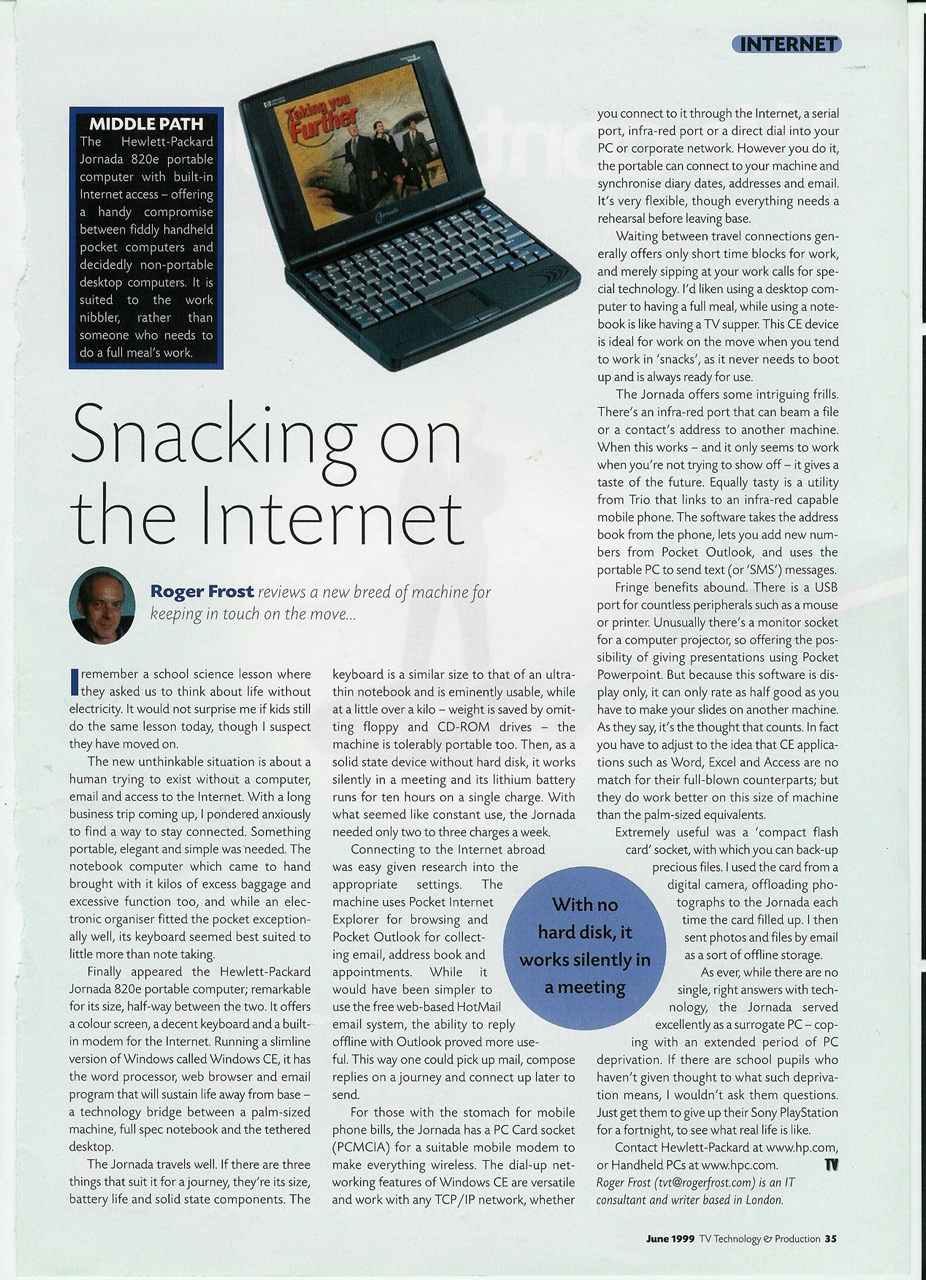 INTERNET
MIDDLE PATH
The Hewlett-Packard
Jornada 820e portable
computer with built-in
Internet access – offering
a handy compromise
between fiddly handheld
pocket computers and
decidedly non-portable
desktop computers. It is
suited to the work
nibbler, rather than
someone who needs to
do a full meal's work.
Taking you
Further
Snacking on
the Internet
Roger Frost reviews a new breed of machine for
keeping in touch on the move...
I remember a school science lesson where
they asked us to think about life without
electricity. It would not surprise me if kids still
do the same lesson today, though I suspect
they have moved on.
The new unthinkable situation is about a
human trying to exist without a computer,
email and access to the Internet. With a long
business trip coming up, I pondered anxiously
to find a way to stay connected. Something
portable, elegant and simple was needed. The
notebook computer which came to hand
brought with it kilos of excess baggage and
excessive function too, and while an elec-
tronic organiser fitted the pocket exception-
ally well, its keyboard seemed best suited to
little more than note taking.
Finally appeared the Hewlett-Packard
Jornada 820e portable computer; remarkable
for its size, half-way between the two. It offers
a colour screen, a decent keyboard and a built-
in modem for the Internet. Running a slimline
version of Windows called Windows CE, it has
the word processor, web browser and email
program that will sustain life away from base –
a technology bridge between a palm-sized
machine, full spec notebook and the tethered
desktop.
The Jornada travels well. If there are three
things that suit it for a journey, they're its size,
battery life and solid state components. The
keyboard is a similar size to that of an ultra-
thin notebook and is eminently usable, while
at a little over a kilo – weight is saved by omit-
ting floppy and CD-ROM drives – the
machine is tolerably portable too. Then, as a
solid state device without hard disk, it works
silently in a meeting and its lithium battery
runs for ten hours on a single charge. With
what seemed like constant use, the Jornada
needed only two to three charges a week.
Connecting to the Internet abroad
was easy given research into the
appropriate settings. The
machine uses Pocket Internet
Explorer for browsing and
Pocket Outlook for collect-
ing email, address book and
appointments. While it
would have been simpler to
use the free web-based HotMail
email system, the ability to reply
offline with Outlook proved more use-
ful. This way one could pick up mail, compose
replies on a journey and connect up later to
send.
For those with the stomach for mobile
phone bills, the Jornada has a PC Card socket
(PCMCIA) for a suitable mobile modem to
make everything wireless. The dial-up net-
working features of Windows CE are versatile
and work with any TCP/IP network, whether
With no
hard disk, it
works silently in
a meeting
you connect to it through the Internet, a serial
port, infra-red port or a direct dial into your
PC or corporate network. However you do it,
the portable can connect to your machine and
synchronise diary dates, addresses and email.
It's very flexible, though everything needs a
rehearsal before leaving base.
Waiting between travel connections gen-
erally offers only short time blocks for work,
and merely sipping at your work calls for spe-
cial technology. I'd liken using a desktop com-
puter to having a full meal, while using a note-
book is like having a TV supper. This CE device
is ideal for work on the move when you tend
to work in 'snacks', as it never needs to boot
up and is always ready for use.
The Jornada offers some intriguing frills.
There's an infra-red port that can beam a file
or a contact's address to another machine.
When this works – and it only seems to work
when you're not trying to show off – it gives a
taste of the future. Equally tasty is a utility
from Trio that links to an infra-red capable
mobile phone. The software takes the address
book from the phone, lets you add new num-
bers from Pocket Outlook, and uses the
portable PC to send text (or 'SMS') messages.
Fringe benefits abound. There is a USB
port for countless peripherals such as a mouse
or printer. Unusually there's a monitor socket
for a computer projector, so offering the pos-
sibility of giving presentations using Pocket
Powerpoint. But because this software is dis-
play only, it can only rate as half good as you
have to make your slides on another machine.
As they say, it's the thought that counts. In fact
you have to adjust to the idea that CE applica-
tions such as Word, Excel and Access are no
match for their full-blown counterparts; but
they do work better on this size of machine
than the palm-sized equivalents.
Extremely useful was a 'compact flash
card' socket, with which you can back-up
precious files. I used the card from a
digital camera, offloading pho-
tographs to the Jornada each
time the card filled up. I then
sent photos and files by email
as a sort of offline storage.
As ever, while there are no
single, right answers with tech-
nology, the Jornada served
excellently as a surrogate PC – cop-
ing with an extended period of PC
deprivation. If there are school pupils who
haven't given thought to what such depriva-
tion means, I wouldn't ask them questions.
Just get them to give up their Sony PlayStation
for a fortnight, to see what real life is like.
Contact Hewlett-Packard at www.hp.com,
or Handheld PCs at www.hpc.com. TV
Roger Frost (tvt@rogerfrost.com) is an IT
consultant and writer based in London.
June 1999 TV Technology & Production 35